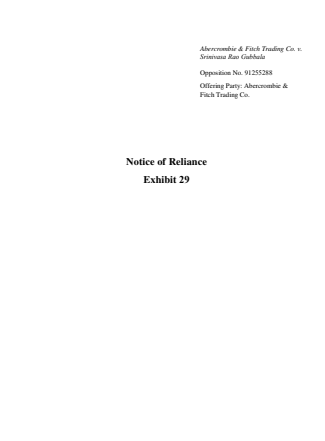 Abercrombie & Fitch Trading Co. v.
Srinivasa Rao Gubbala
Opposition No. 91255288
Offering Party: Abercrombie &
Fitch Trading Co.
Notice of Reliance
Exhibit 29